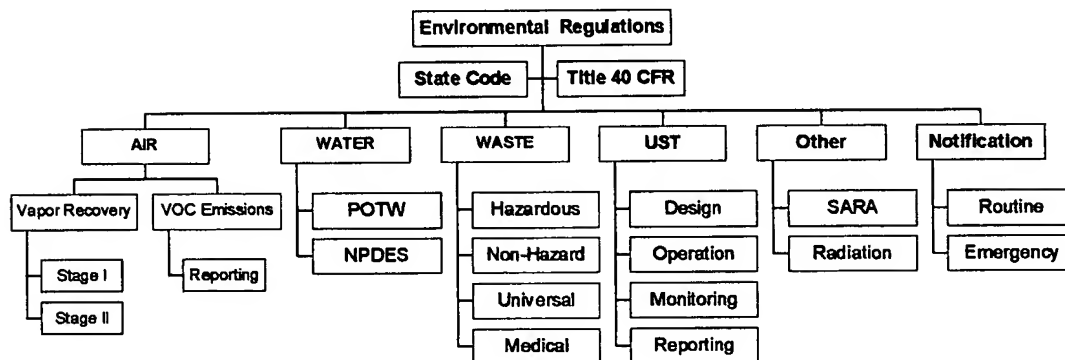 Environmental Regulations
State Code
Title 40 CFR
AIR
WATER
WASTE
UST
Other
Notification
Vapor Recovery
VOC Emissions
POTW
Hazardous
Design
SARA
Routine
NPDES
Non-Hazard
Operation
Radiation
Emergency
Stage I
Reporting
Universal
Monitoring
Stage II
Medical
Reporting